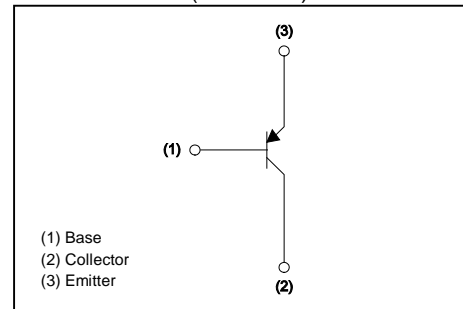 (3)
(1)
(1) Base
(2) Collector
(3) Emitter
(2)